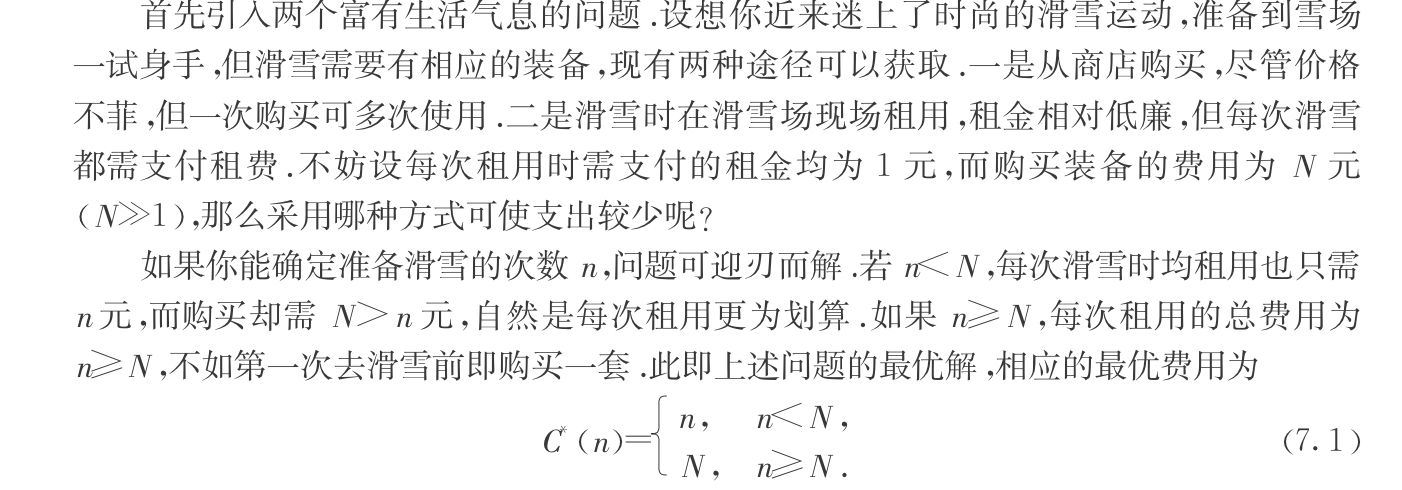 首先引入两个富有生活气息的问题.设想你近来迷上了时尚的滑雪运动,准备到雪场
一试身手,但滑雪需要有相应的装备,现有两种途径可以获取.一是从商店购买,尽管价格
不菲,但一次购买可多次使用.二是滑雪时在滑雪场现场租用,租金相对低廉,但每次滑雪
都需支付租费.不妨设每次租用时需支付的租金均为 1 元,而购买装备的费用为 N 元
(N≫1),那么采用哪种方式可使支出较少呢?
如果你能确定准备滑雪的次数 n,问题可迎刃而解.若 n<N,每次滑雪时均租用也只需
n元,而购买却需 N>n元,自然是每次租用更为划算.如果 n⩾N,每次租用的总费用为
n⩾N,不如第一次去滑雪前即购买一套.此即上述问题的最优解,相应的最优费用为
n, n<N,
C*(n)={ (7.1)
N, n⩾N.